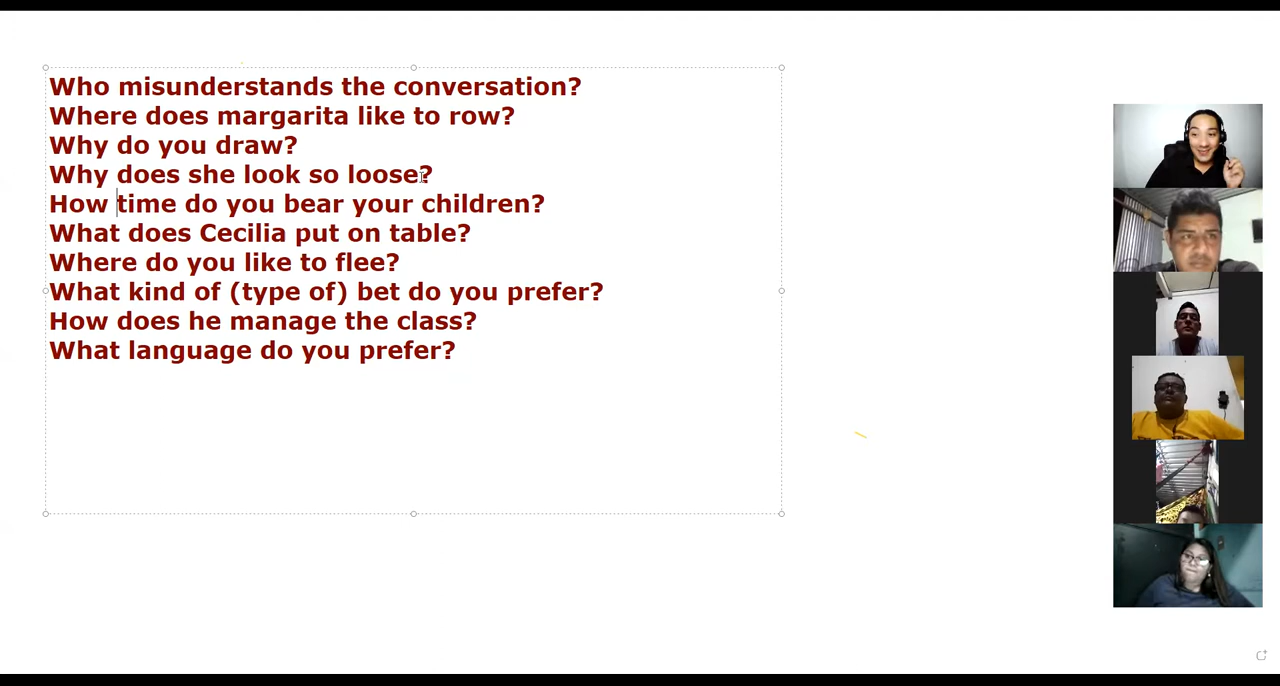 Who misunderstands the conversation?
Where does margarita like to row?
Why do you draw?
Why does she look so loose?
How time do you bear your children?
What does Cecilia put on table?
Where do you like to flee?
What kind of (type of) bet do you prefer?
How does he manage the class?
What language do you prefer?